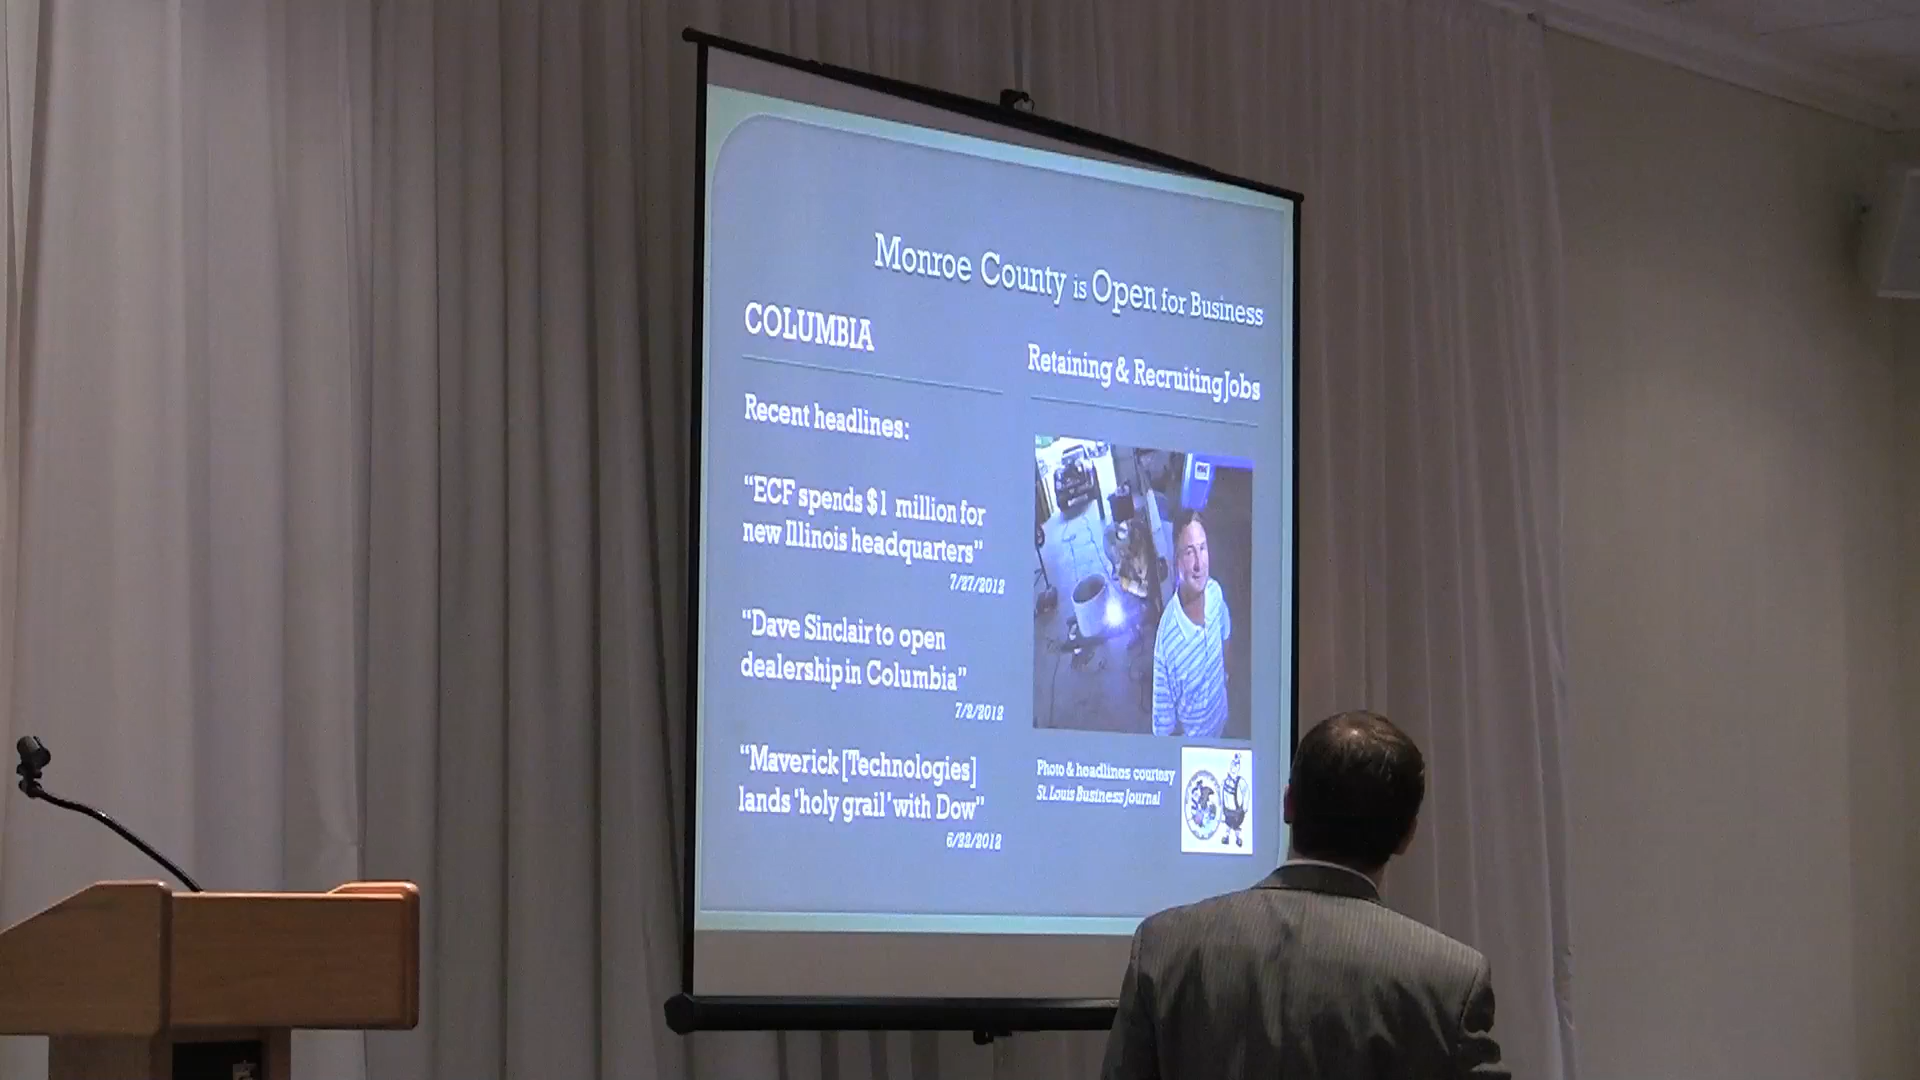 Monroe County is Open for Business
COLUMBIA
Recent headlines:
“ECF spends $1 million for
new Illinois headquarters”
7/27/2012
“Dave Sinclair to open
dealership in Columbia”
7/2/2012
“Maverick [Technologies]
lands ‘holy grail’ with Dow”
6/22/2012
Retaining & Recruiting Jobs
Photo & headlines courtesy
St. Louis Business Journal